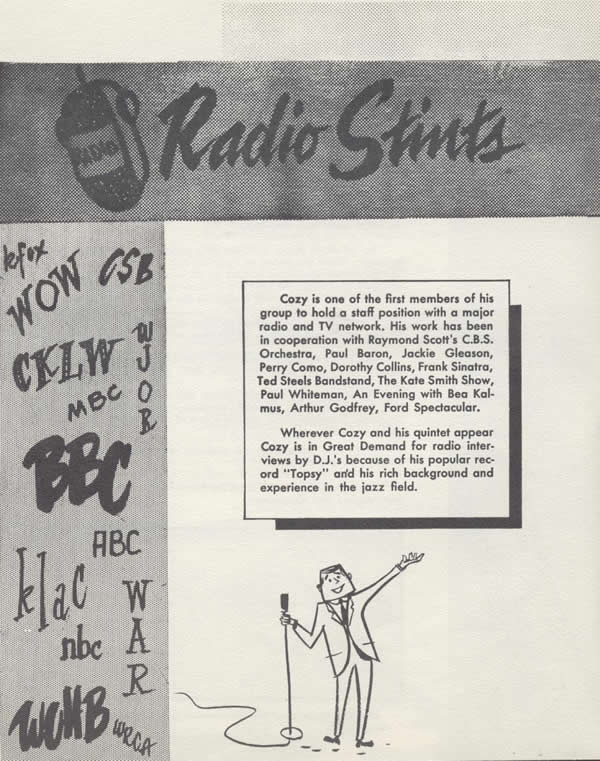 RADIO
Radio Stints
kfox
WOW
CSB
CKLW
WJOR
MBC
BBC
ABC
klac
WAR
nbc
WCMB
WRCA
Cozy is one of the first members of his
group to hold a staff position with a major
radio and TV network. His work has been
in cooperation with Raymond Scott's C.B.S.
Orchestra, Paul Baron, Jackie Gleason,
Perry Como, Dorothy Collins, Frank Sinatra,
Ted Steels Bandstand, The Kate Smith Show,
Paul Whiteman, An Evening with Bea Kal-
mus, Arthur Godfrey, Ford Spectacular.
Wherever Cozy and his quintet appear
Cozy is in Great Demand for radio inter-
views by D.J.'s because of his popular rec-
ord "Topsy" and his rich background and
experience in the jazz field.